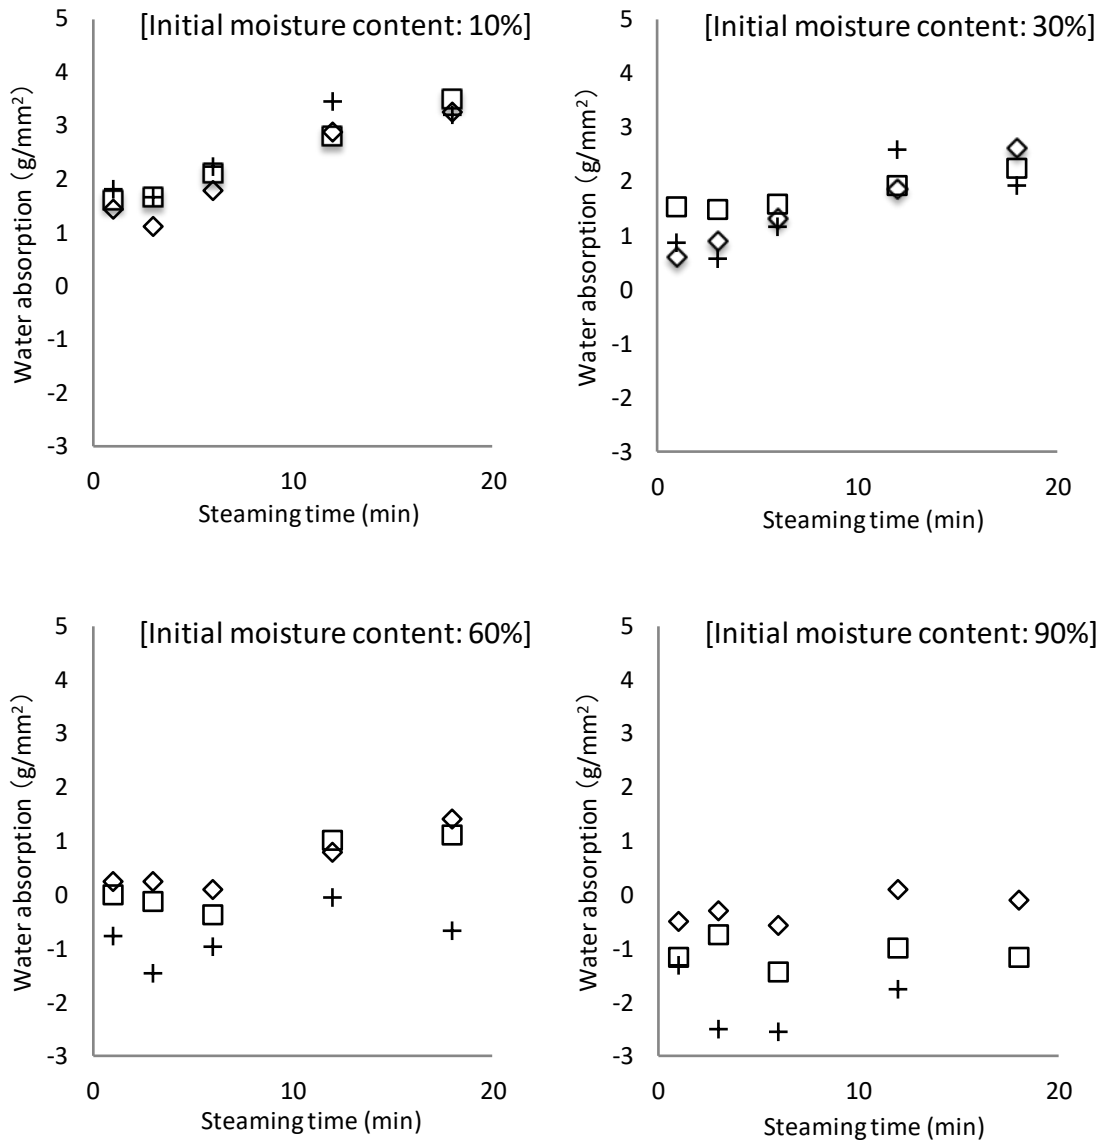 [Initial moisture content: 10%]
5
4
3
2
1
0
-1
-2
-3
Water absorption（g/mm²）
0 10 20
Steaming time (min)
[Initial moisture content: 30%]
5
4
3
2
1
0
-1
-2
-3
Water absorption（g/mm²）
0 10 20
Steaming time (min)
[Initial moisture content: 60%]
5
4
3
2
1
0
-1
-2
-3
Water absorption（g/mm²）
0 10 20
Steaming time (min)
[Initial moisture content: 90%]
5
4
3
2
1
0
-1
-2
-3
Water absorption（g/mm²）
0 10 20
Steaming time (min)